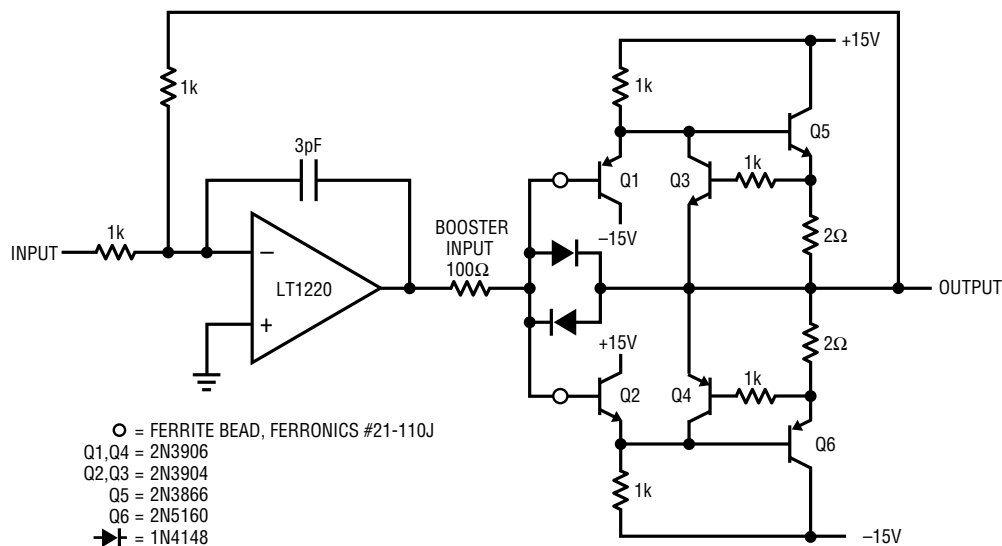 +15V
1k
1k
Q5
3pF
Q1
Q3
1k
INPUT
1k
BOOSTER
INPUT
100Ω
–15V
2Ω
−
LT1220
+
OUTPUT
+15V
2Ω
Q2
Q4
1k
Q6
= FERRITE BEAD, FERRONICS #21-110J
Q1,Q4 = 2N3906
Q2,Q3 = 2N3904
Q5 = 2N3866
Q6 = 2N5160
= 1N4148
1k
–15V